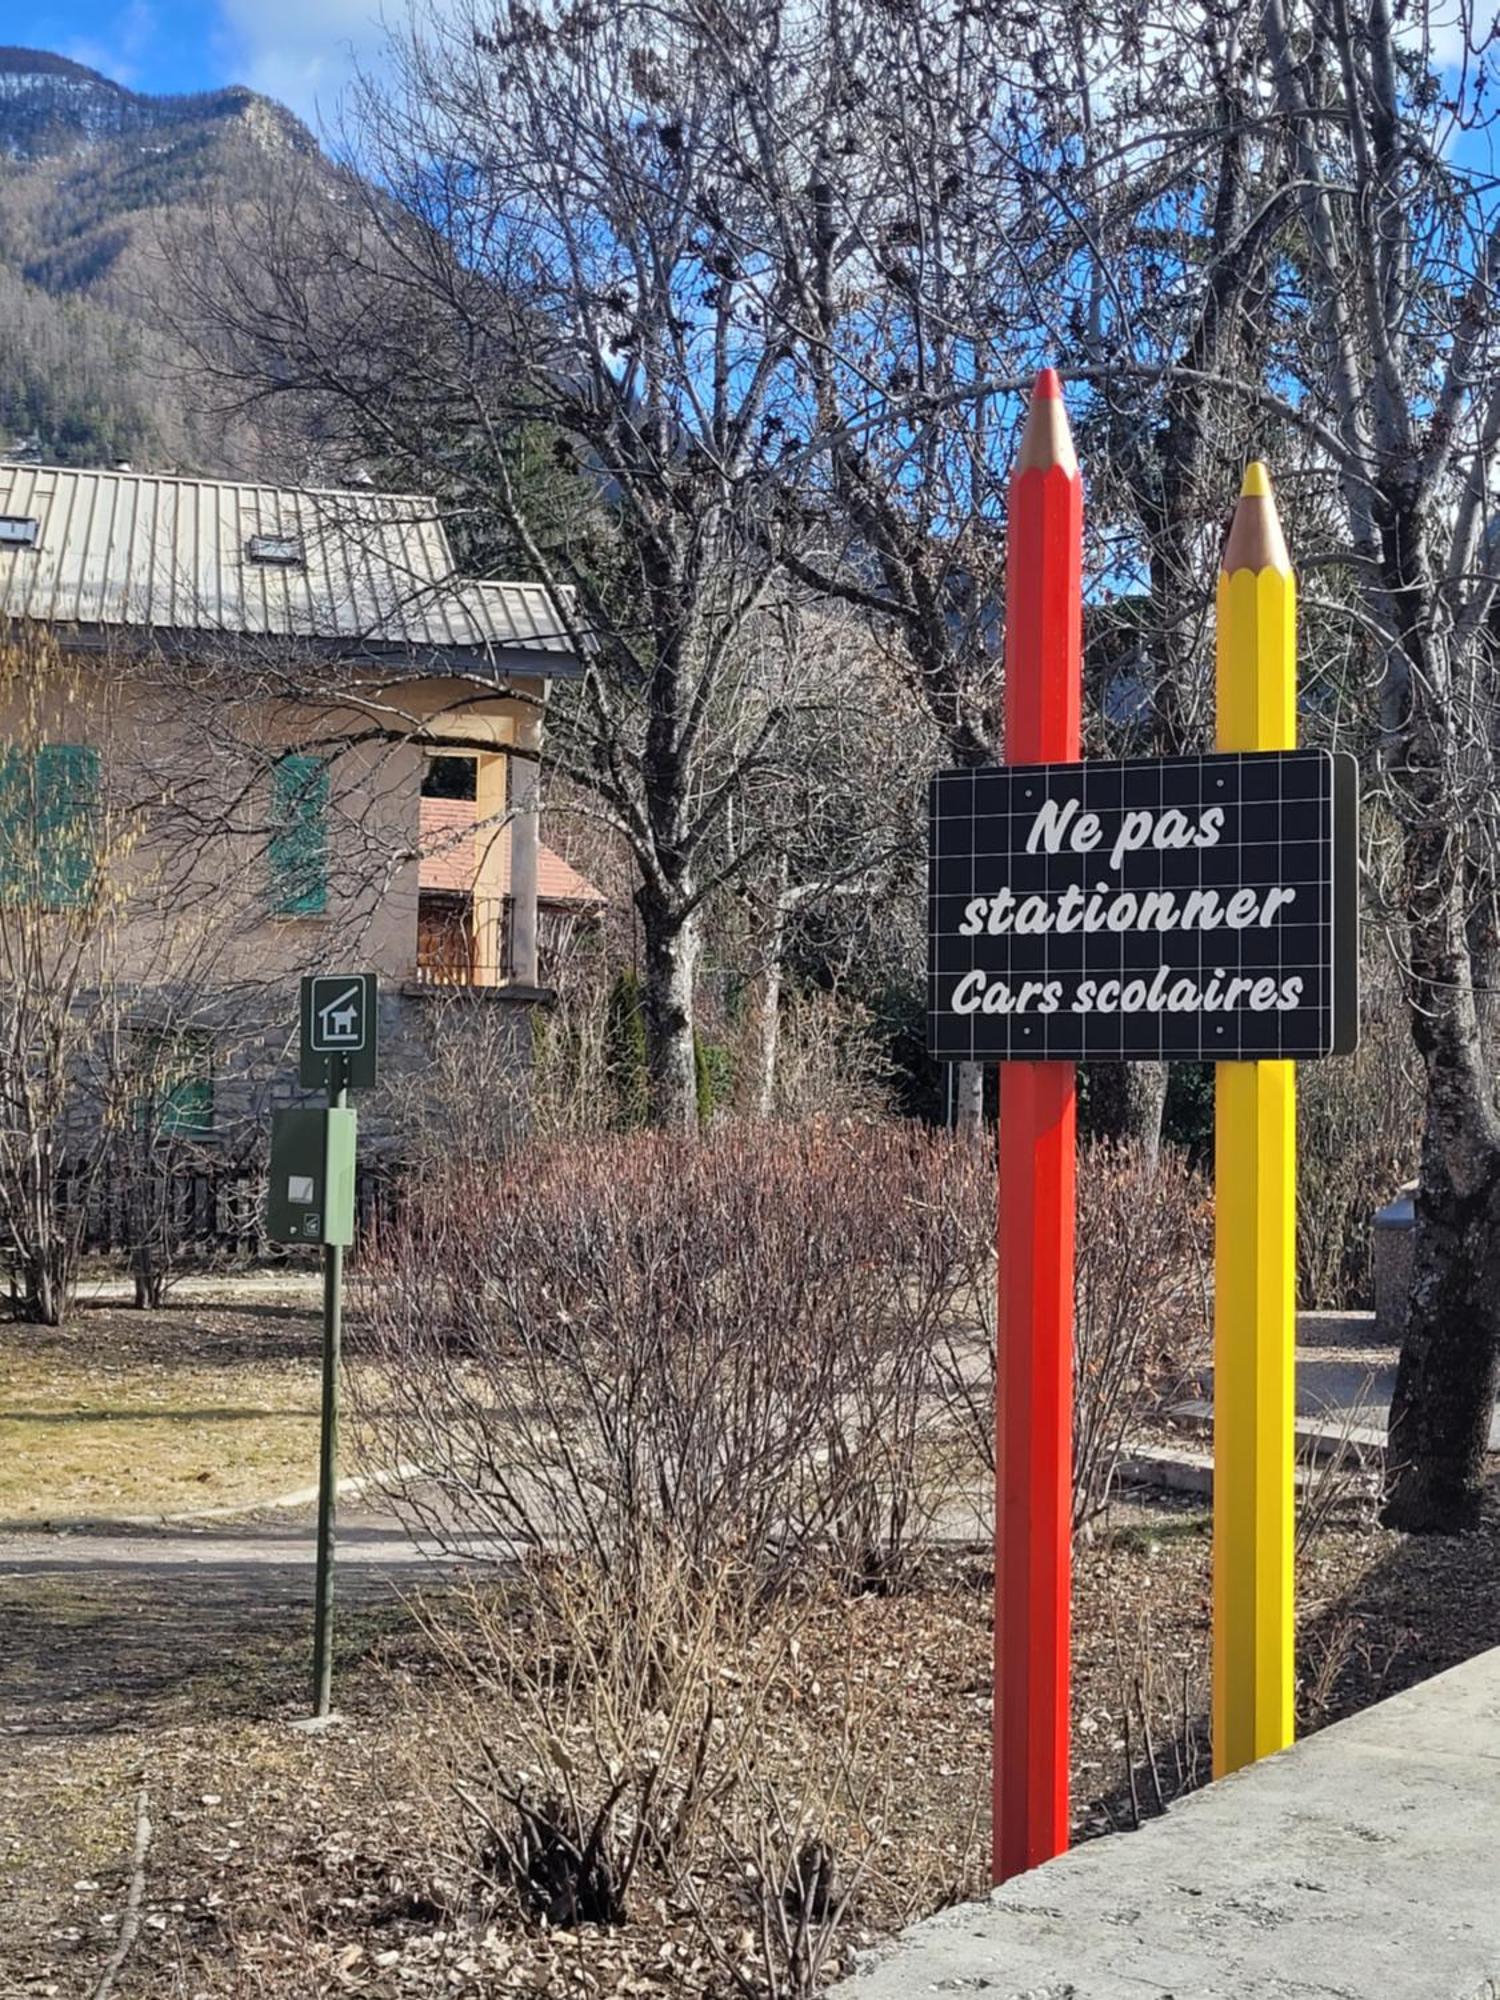 Ne pas
stationner
Cars scolaires